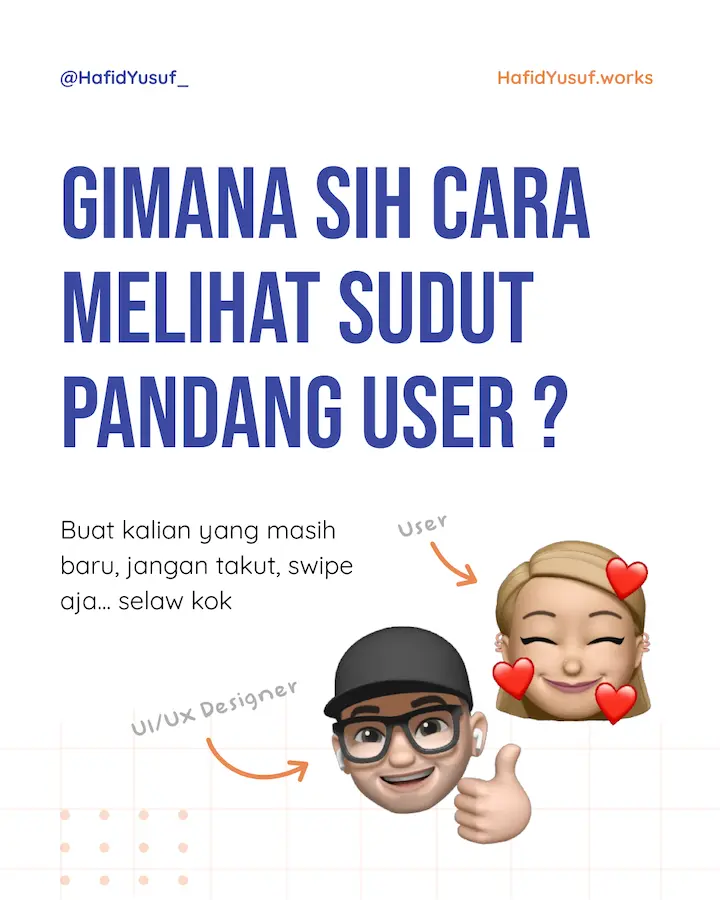 @HafidYusuf_
HafidYusuf.works
GIMANA SIH CARA
MELIHAT SUDUT
PANDANG USER ?
Buat kalian yang masih
baru, jangan takut, swipe
aja... selaw kok
User
UI/UX Designer